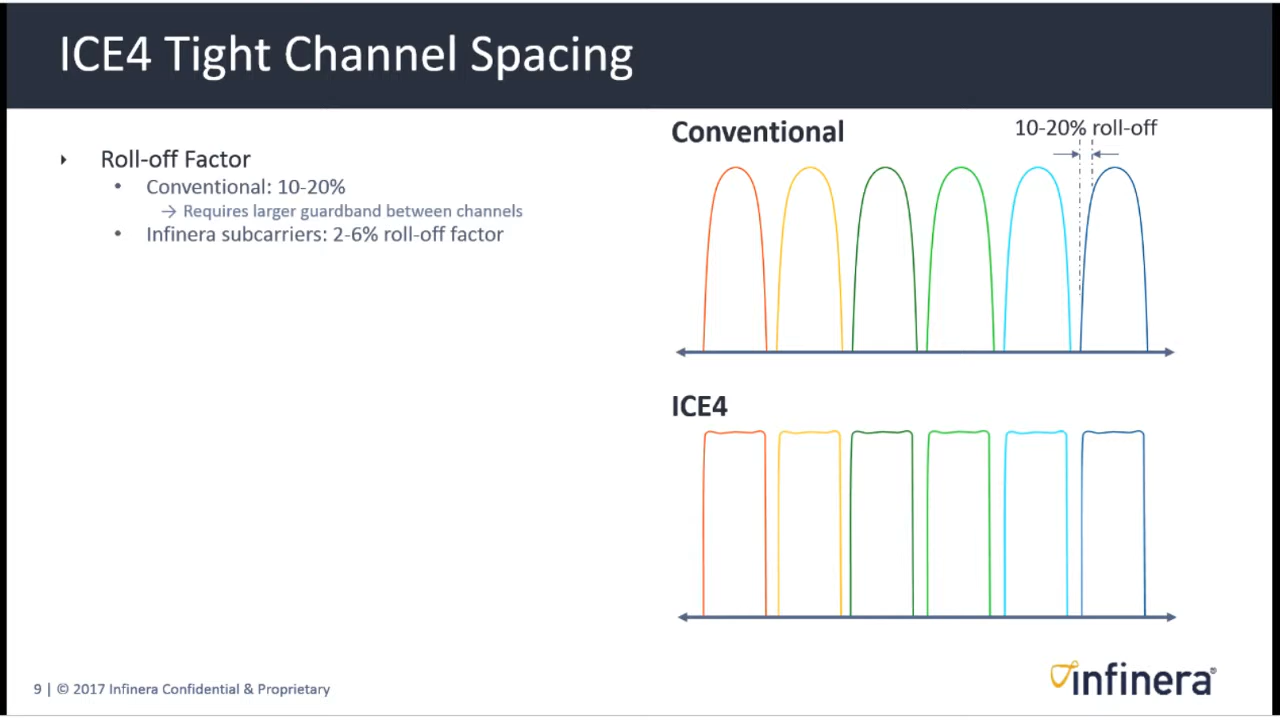 ICE4 Tight Channel Spacing
Roll-off Factor
Conventional: 10-20%
→ Requires larger guardband between channels
Infinera subcarriers: 2-6% roll-off factor
Conventional
10-20% roll-off
ICE4
9 | © 2017 Infinera Confidential & Proprietary
infinera®